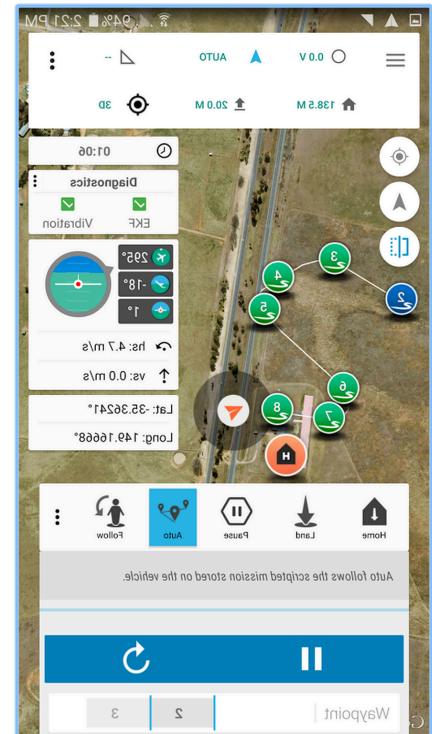 94% 2:21 PM
0.0 V AUTO --
138.5 M 20.0 M 3D
01:06
Diagnostics
EKF Vibration
295°
-18°
1°
hs: 4.7 m/s
vs: 0.0 m/s
Lat: -35.36241°
Long: 149.16668°
2
3
4
5
6
7
8
H
Home Land Pause Auto Follow
Auto follows the scripted mission stored on the vehicle.
Waypoint 2 3